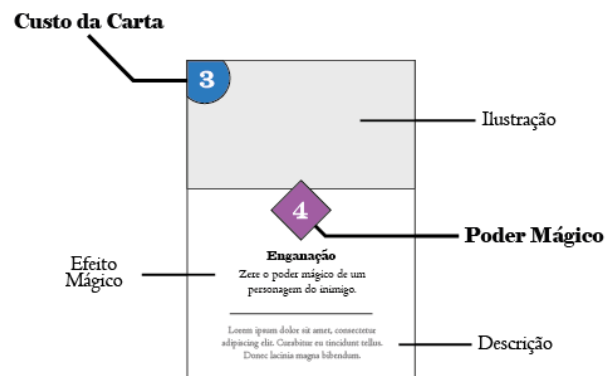 Custo da Carta
3
Ilustração
4
Poder Mágico
Enganação
Efeito
Mágico
Zere o poder mágico de um
personagem do inimigo.
Lorem ipsum dolor sit amet, consectetur
adipiscing elit. Curabitur eu tincidunt tellus.
Donec lacinia magna bibendum.
Descrição